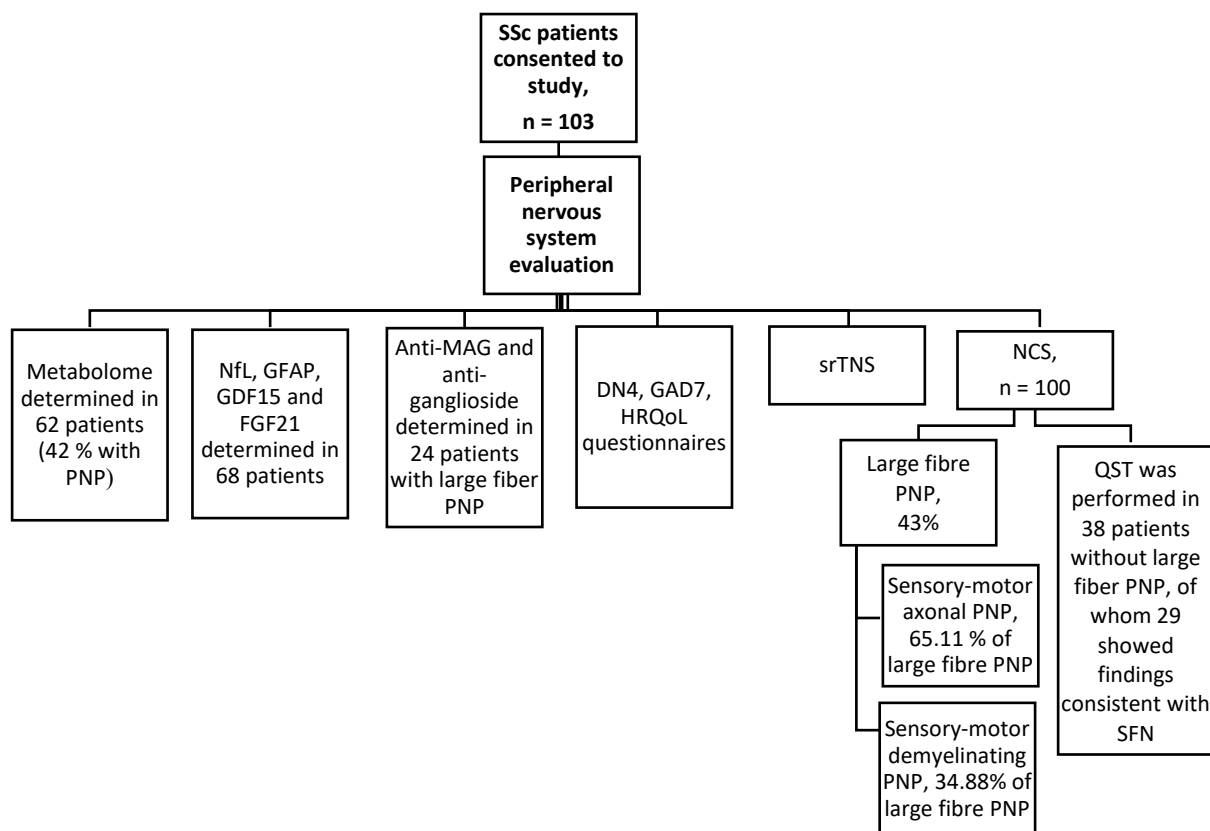 SSc patients
consented to
study,
n = 103
Peripheral
nervous
system
evaluation
Metabolome
determined in
62 patients
(42 % with
PNP)
NfL, GFAP,
GDF15 and
FGF21
determined in
68 patients
Anti-MAG and
anti-
ganglioside
determined in
24 patients
with large fiber
PNP
DN4, GAD7,
HRQoL
questionnaires
srTNS
NCS,
n = 100
Large fibre
PNP,
43%
Sensory-motor
axonal PNP,
65.11 % of
large fibre PNP
Sensory-motor
demyelinating
PNP, 34.88% of
large fibre PNP
QST was
performed in
38 patients
without large
fiber PNP, of
whom 29
showed
findings
consistent with
SFN